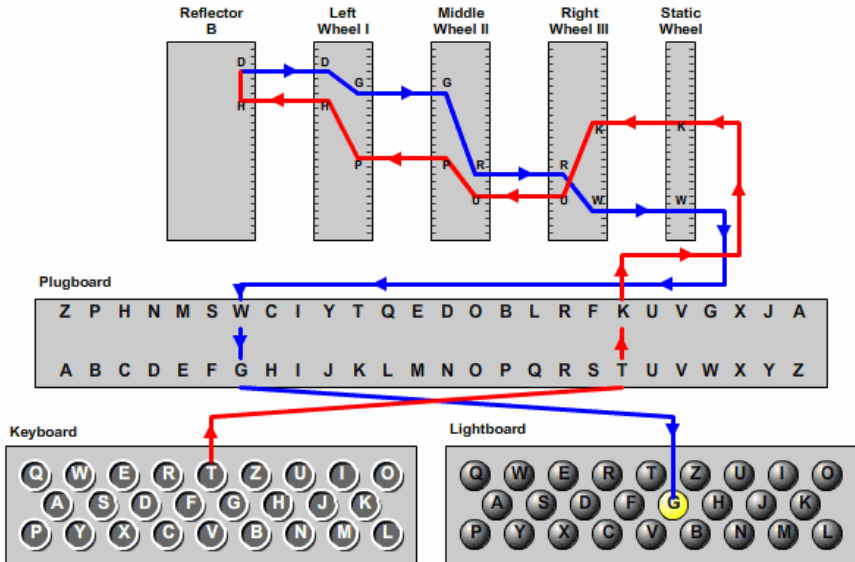 Reflector B
Left Wheel I
Middle Wheel II
Right Wheel III
Static Wheel
D D
G G
H H
K K
P P
R R
U U
W W
Plugboard
Z P H N M S W C I Y T Q E D O B L R F K U V G X J A
A B C D E F G H I J K L M N O P Q R S T U V W X Y Z
Keyboard
Q W E R T Z U I O
A S D F G H J K
P Y X C V B N M L
Lightboard
Q W E R T Z U I O
A S D F G H J K
P Y X C V B N M L